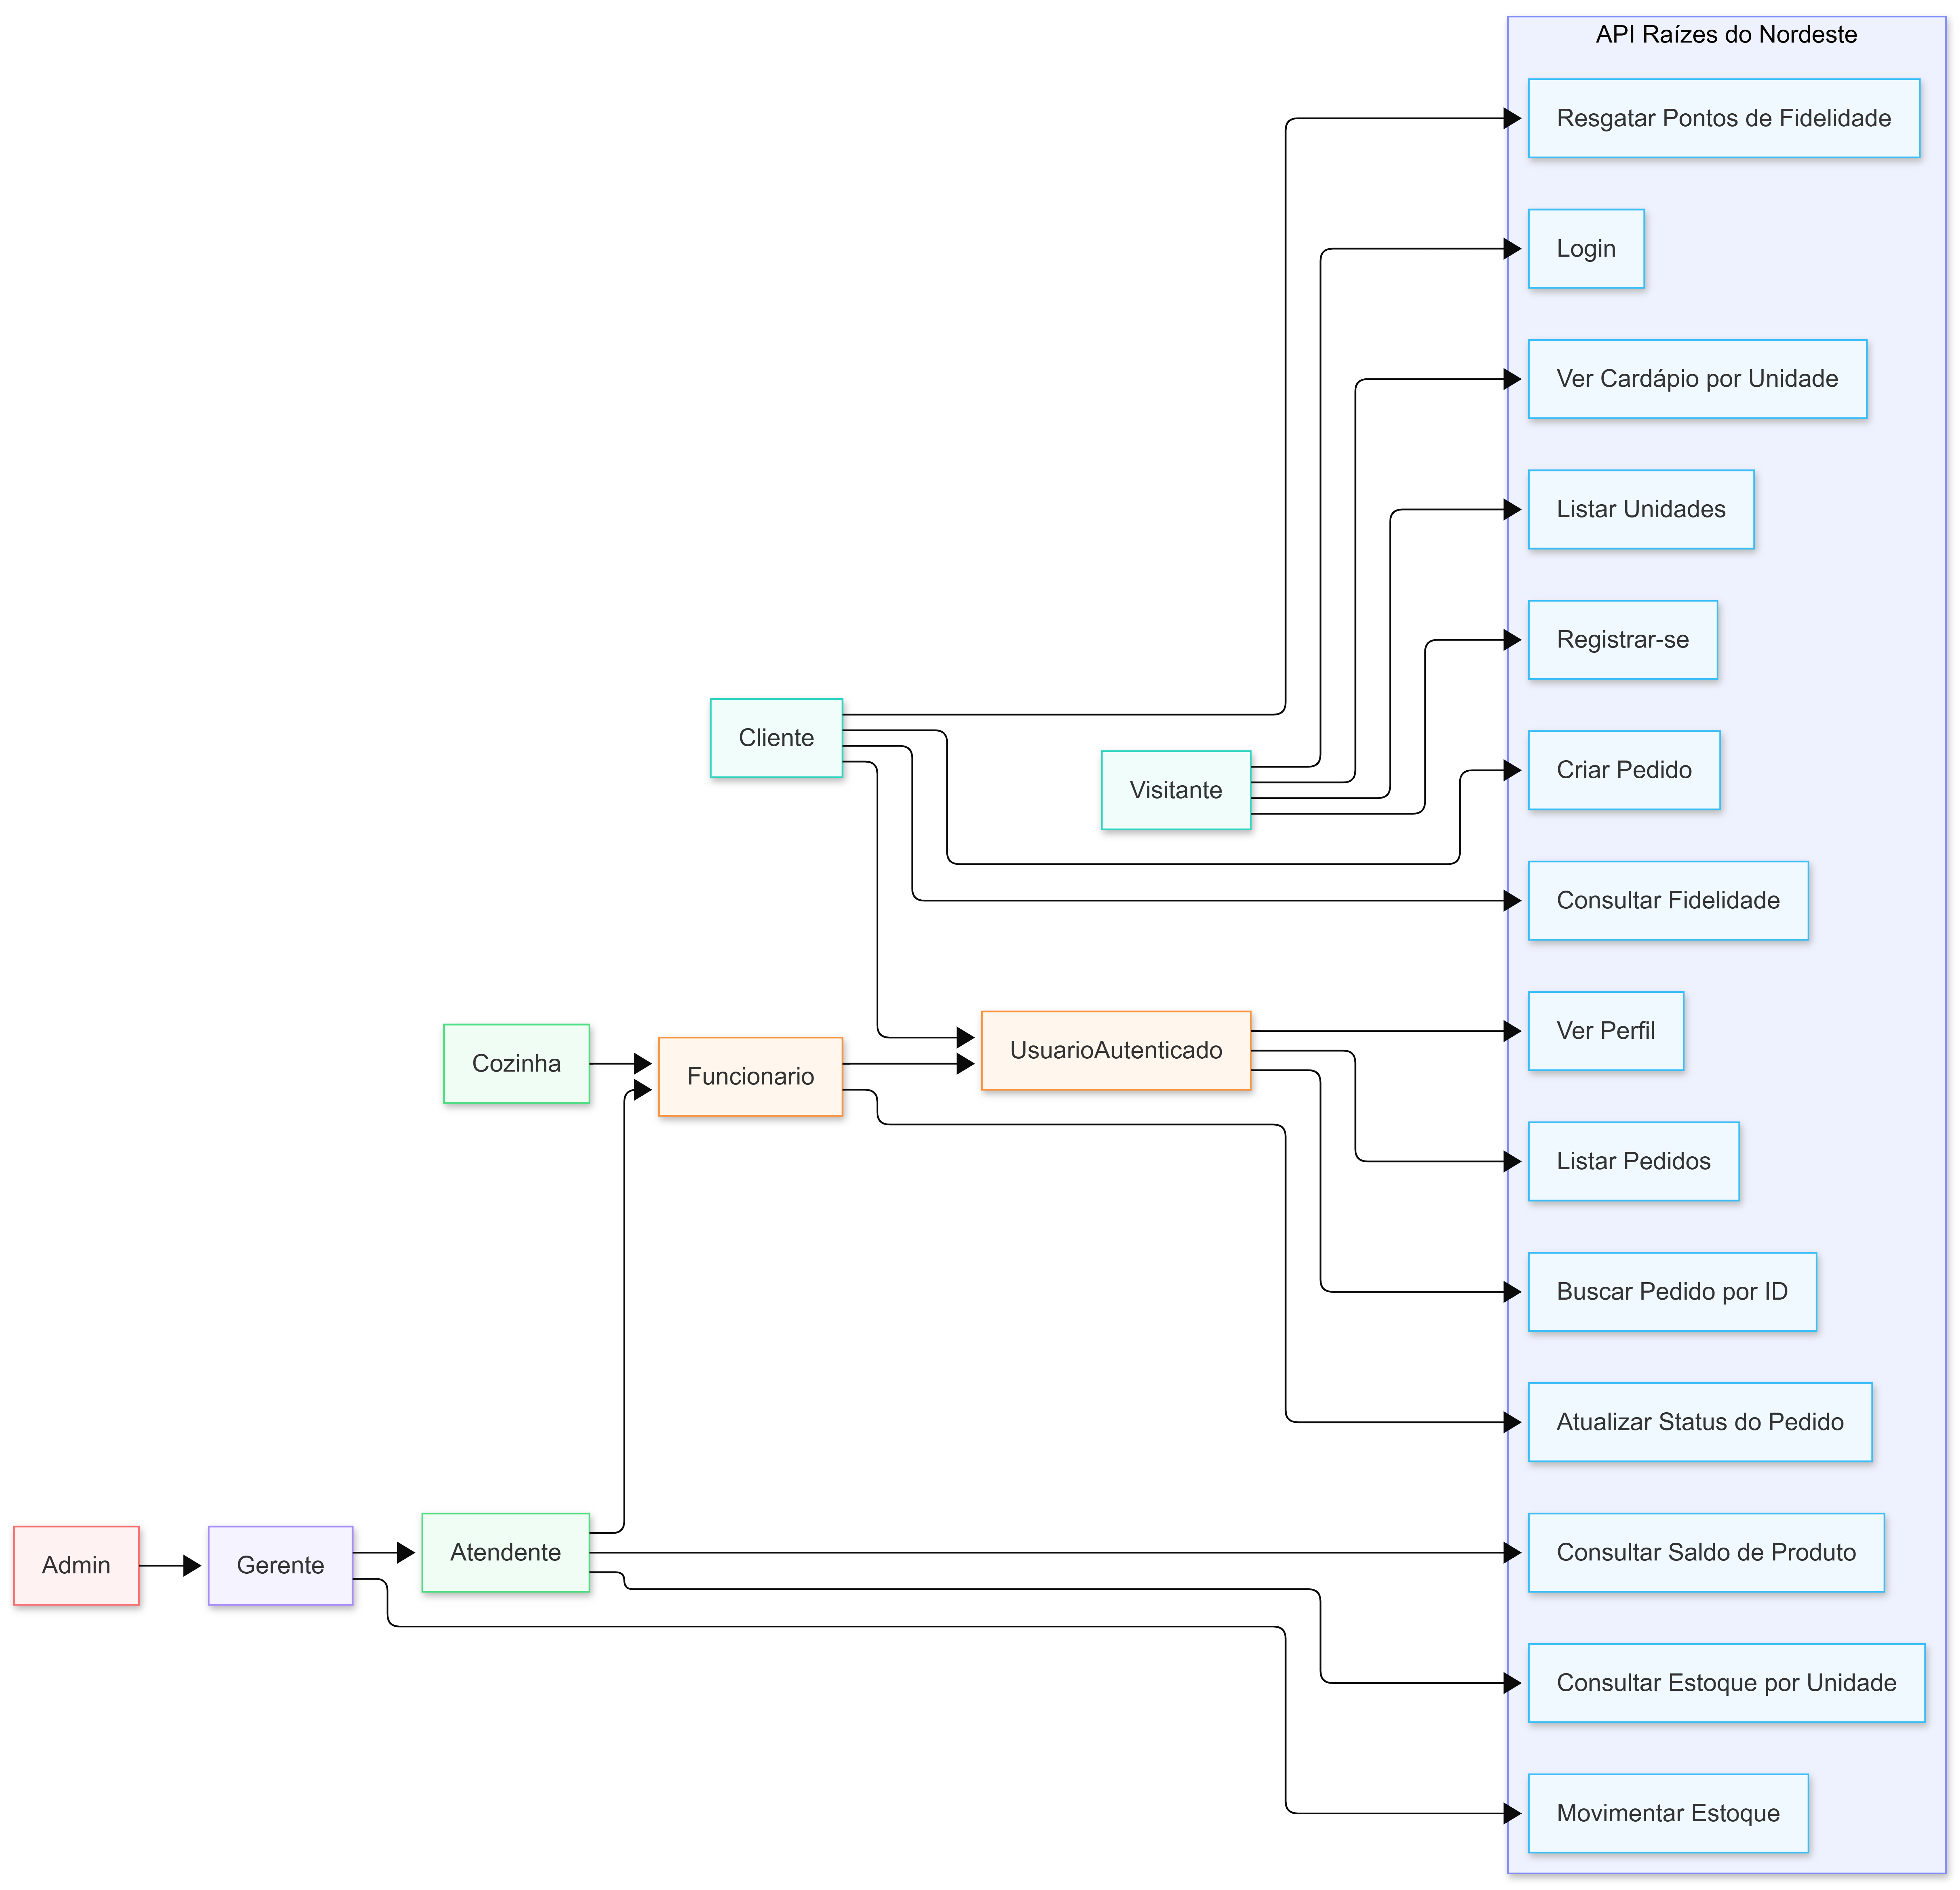 API Raízes do Nordeste
Resgatar Pontos de Fidelidade
Login
Ver Cardápio por Unidade
Listar Unidades
Registrar-se
Cliente
Visitante
Criar Pedido
Consultar Fidelidade
Ver Perfil
UsuarioAutenticado
Cozinha
Funcionario
Listar Pedidos
Buscar Pedido por ID
Atualizar Status do Pedido
Admin
Gerente
Atendente
Consultar Saldo de Produto
Consultar Estoque por Unidade
Movimentar Estoque